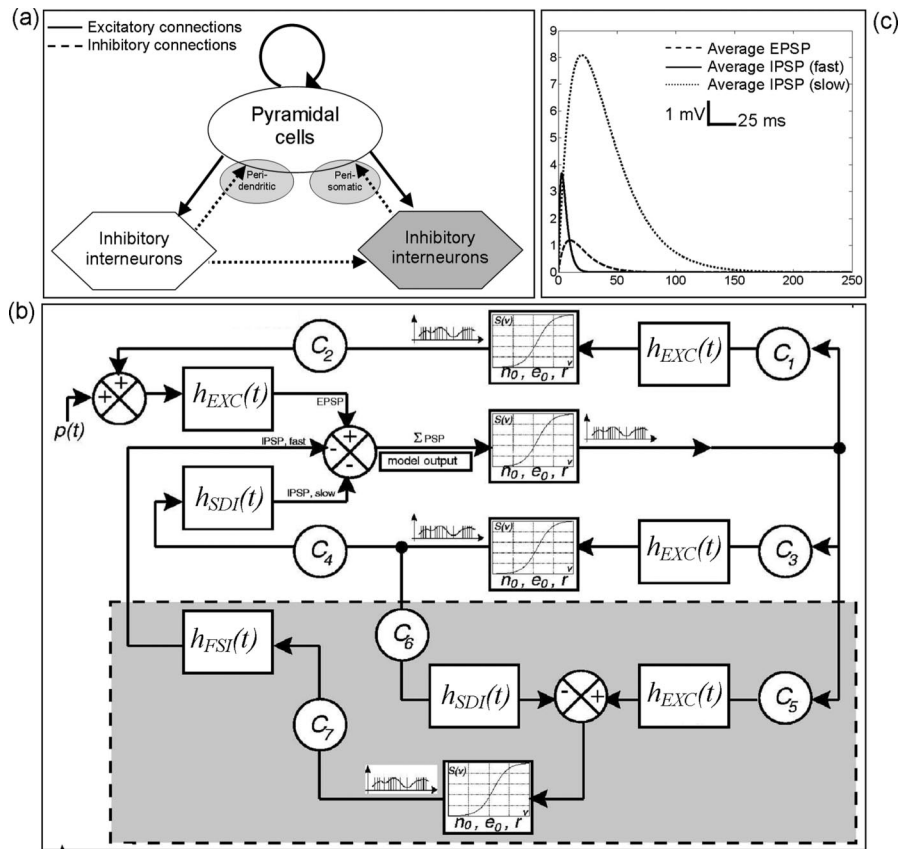 (a)
Excitatory connections
Inhibitory connections
Pyramidal
cells
Peri-
dendritic
Peri-
somatic
Inhibitory
interneurons
Inhibitory
interneurons
(c)
9
8
7
6
5
4
3
2
1
0
0 50 100 150 200 250
Average EPSP
Average IPSP (fast)
Average IPSP (slow)
1 mV
25 ms
(b)
C2
S(v)
v
n0, e0, r
hEXC(t)
C1
+
+
p(t)
hEXC(t)
EPSP
IPSP, fast
+
-
-
Σ PSP
model output
S(v)
v
n0, e0, r
hSDI(t)
IPSP, slow
C4
S(v)
v
n0, e0, r
hEXC(t)
C3
hFSI(t)
C6
hSDI(t)
-
+
hEXC(t)
C5
C7
S(v)
v
n0, e0, r